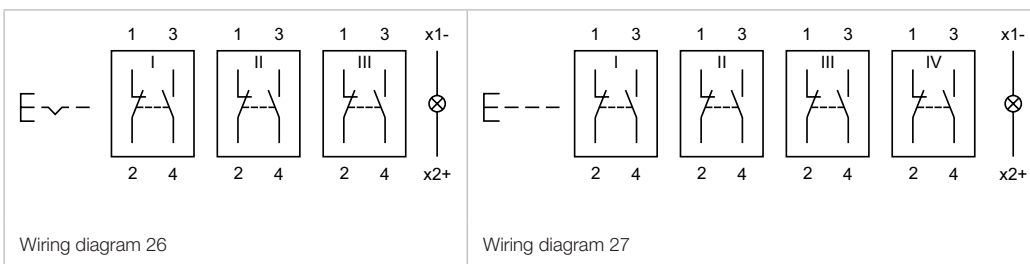 1 3 1 3 1 3 x1-
I II III
2 4 2 4 2 4 x2+
Wiring diagram 26
1 3 1 3 1 3 1 3 x1-
I II III IV
2 4 2 4 2 4 2 4 x2+
Wiring diagram 27